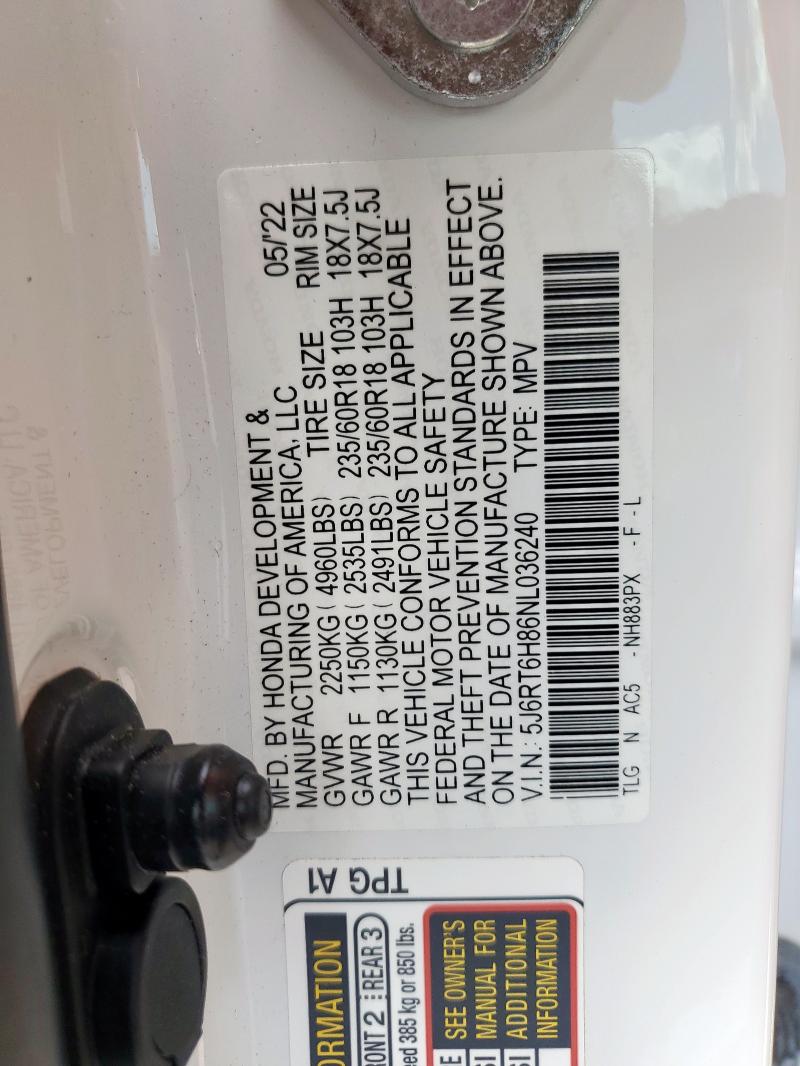 MFD. BY HONDA DEVELOPMENT &
MANUFACTURING OF AMERICA, LLC 05/'22
GVWR 2250KG ( 4960LBS) TIRE SIZE RIM SIZE
GAWR F 1150KG ( 2535LBS) 235/60R18 103H 18X7.5J
GAWR R 1130KG ( 2491LBS) 235/60R18 103H 18X7.5J
THIS VEHICLE CONFORMS TO ALL APPLICABLE
FEDERAL MOTOR VEHICLE SAFETY
AND THEFT PREVENTION STANDARDS IN EFFECT
ON THE DATE OF MANUFACTURE SHOWN ABOVE.
V.I.N.: 5J6RT6H86NL036240 TYPE: MPV
TLG N AC5 - NH883PX - F - L
TPG A1
RMATION
RONT 2 REAR 3
eed 385 kg or 850 lbs.
SEE OWNER'S
MANUAL FOR
ADDITIONAL
INFORMATION